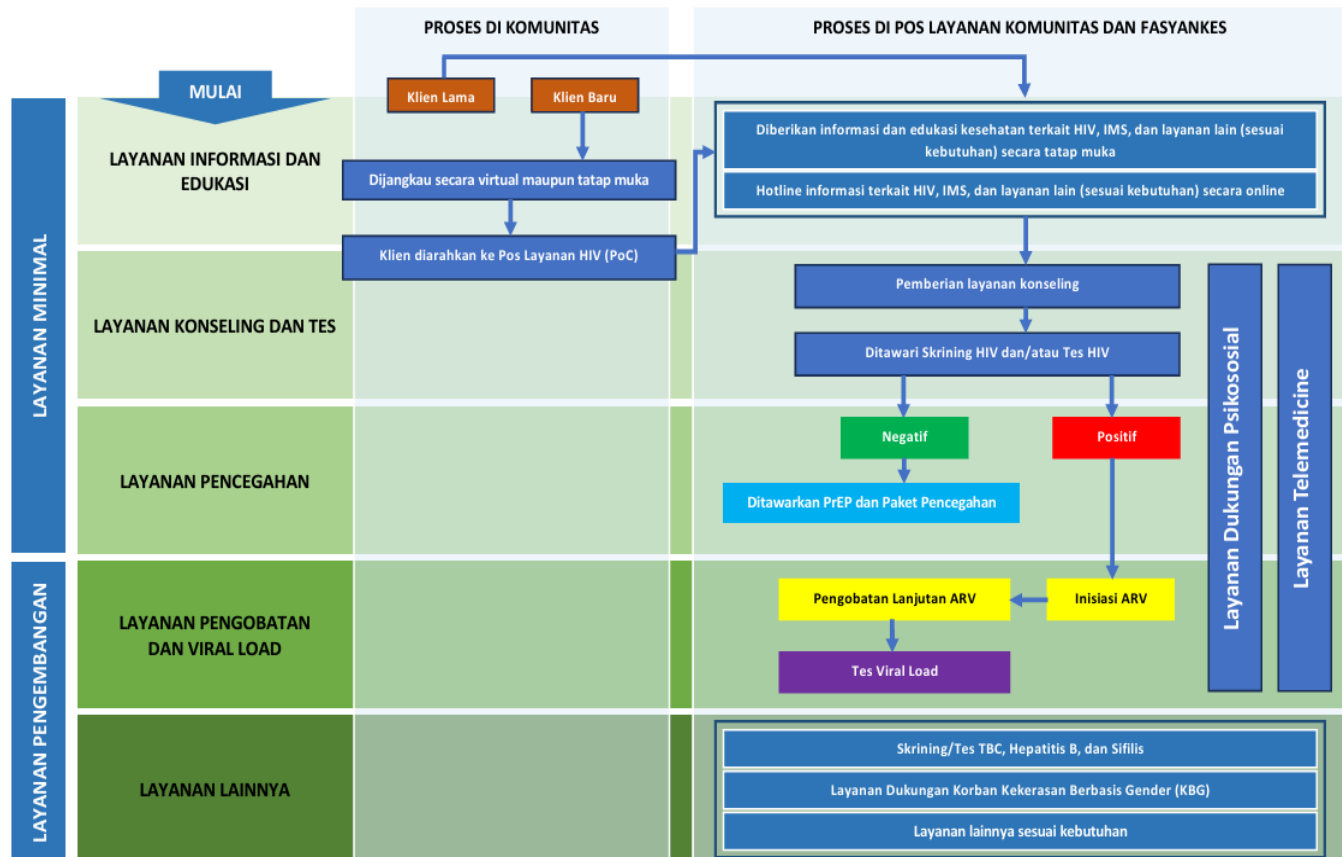 PROSES DI KOMUNITAS
PROSES DI POS LAYANAN KOMUNITAS DAN FASYANKES
MULAI
Klien Lama
Klien Baru
LAYANAN MINIMAL
LAYANAN INFORMASI DAN
EDUKASI
Dijangkau secara virtual maupun tatap muka
Klien diarahkan ke Pos Layanan HIV (PoC)
Diberikan informasi dan edukasi kesehatan terkait HIV, IMS, dan layanan lain (sesuai
kebutuhan) secara tatap muka
Hotline informasi terkait HIV, IMS, dan layanan lain (sesuai kebutuhan) secara online
LAYANAN KONSELING DAN TES
Pemberian layanan konseling
Ditawari Skrining HIV dan/atau Tes HIV
Layanan Dukungan Psikososial
Layanan Telemedicine
LAYANAN PENCEGAHAN
Negatif
Positif
Ditawarkan PrEP dan Paket Pencegahan
LAYANAN PENGEMBANGAN
LAYANAN PENGOBATAN
DAN VIRAL LOAD
Pengobatan Lanjutan ARV
Inisiasi ARV
Tes Viral Load
LAYANAN LAINNYA
Skrining/Tes TBC, Hepatitis B, dan Sifilis
Layanan Dukungan Korban Kekerasan Berbasis Gender (KBG)
Layanan lainnya sesuai kebutuhan